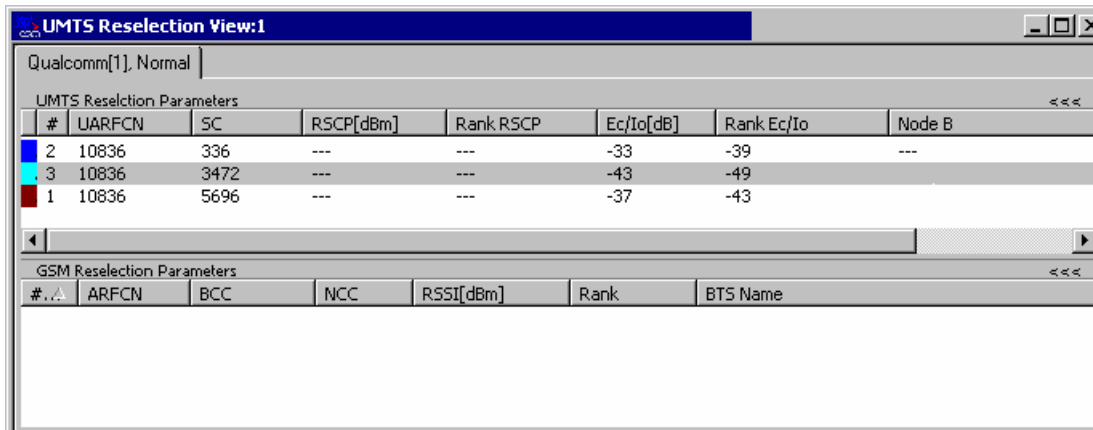 UMTS Reselection View:1
Qualcomm[1], Normal
UMTS Reselction Parameters <<<
# UARFCN SC RSCP[dBm] Rank RSCP Ec/Io[dB] Rank Ec/Io Node B
2 10836 336 --- --- -33 -39 ---
3 10836 3472 --- --- -43 -49
1 10836 5696 --- --- -37 -43
GSM Reselection Parameters <<<
#.. ARFCN BCC NCC RSSI[dBm] Rank BTS Name